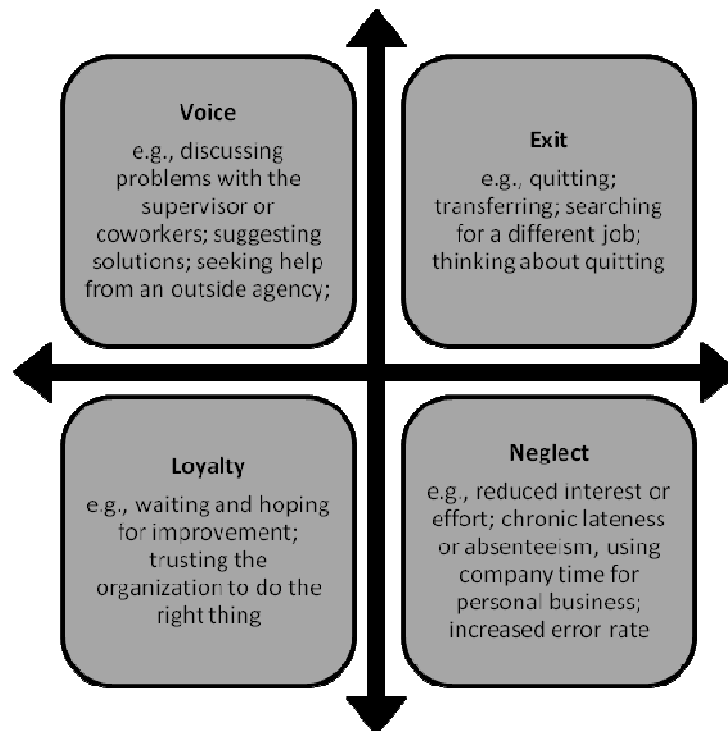 Voice
e.g., discussing
problems with the
supervisor or
coworkers; suggesting
solutions; seeking help
from an outside agency;
Exit
e.g., quitting;
transferring; searching
for a different job;
thinking about quitting
Loyalty
e.g., waiting and hoping
for improvement;
trusting the
organization to do the
right thing
Neglect
e.g., reduced interest or
effort; chronic lateness
or absenteeism, using
company time for
personal business;
increased error rate